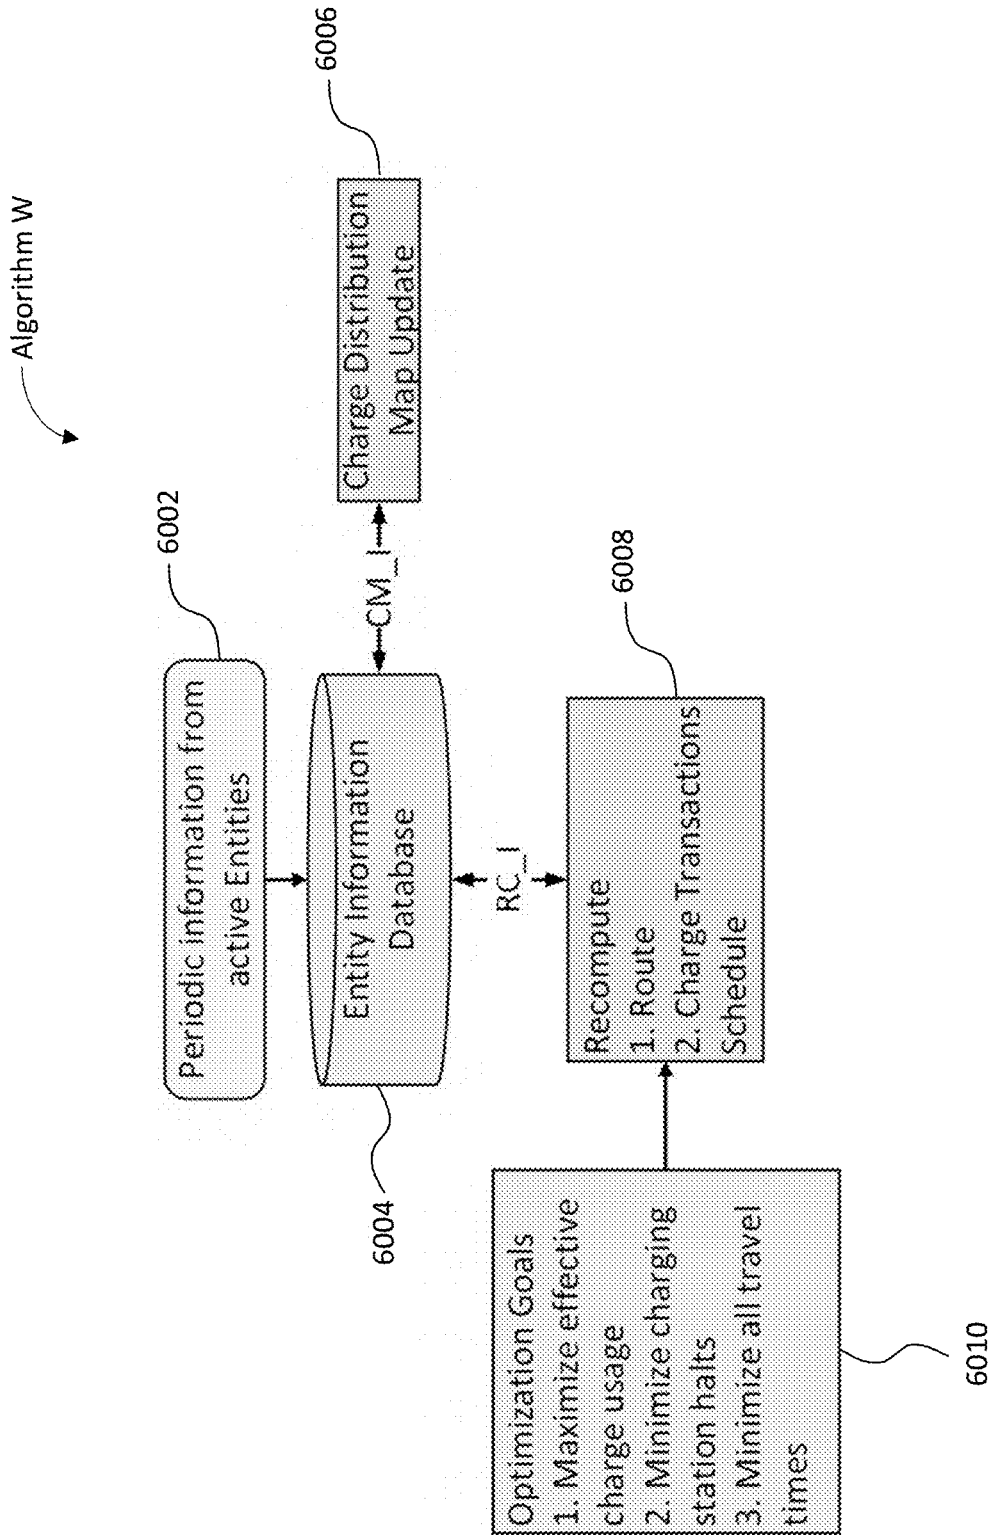 Algorithm W
6002
Periodic information from
active Entities
6004
Entity Information
Database
CM_I
6006
Charge Distribution
Map Update
RC_I
6008
Recompute
1. Route
2. Charge Transactions
Schedule
Optimization Goals
1. Maximize effective
charge usage
2. Minimize charging
station halts
3. Minimize all travel
times
6010